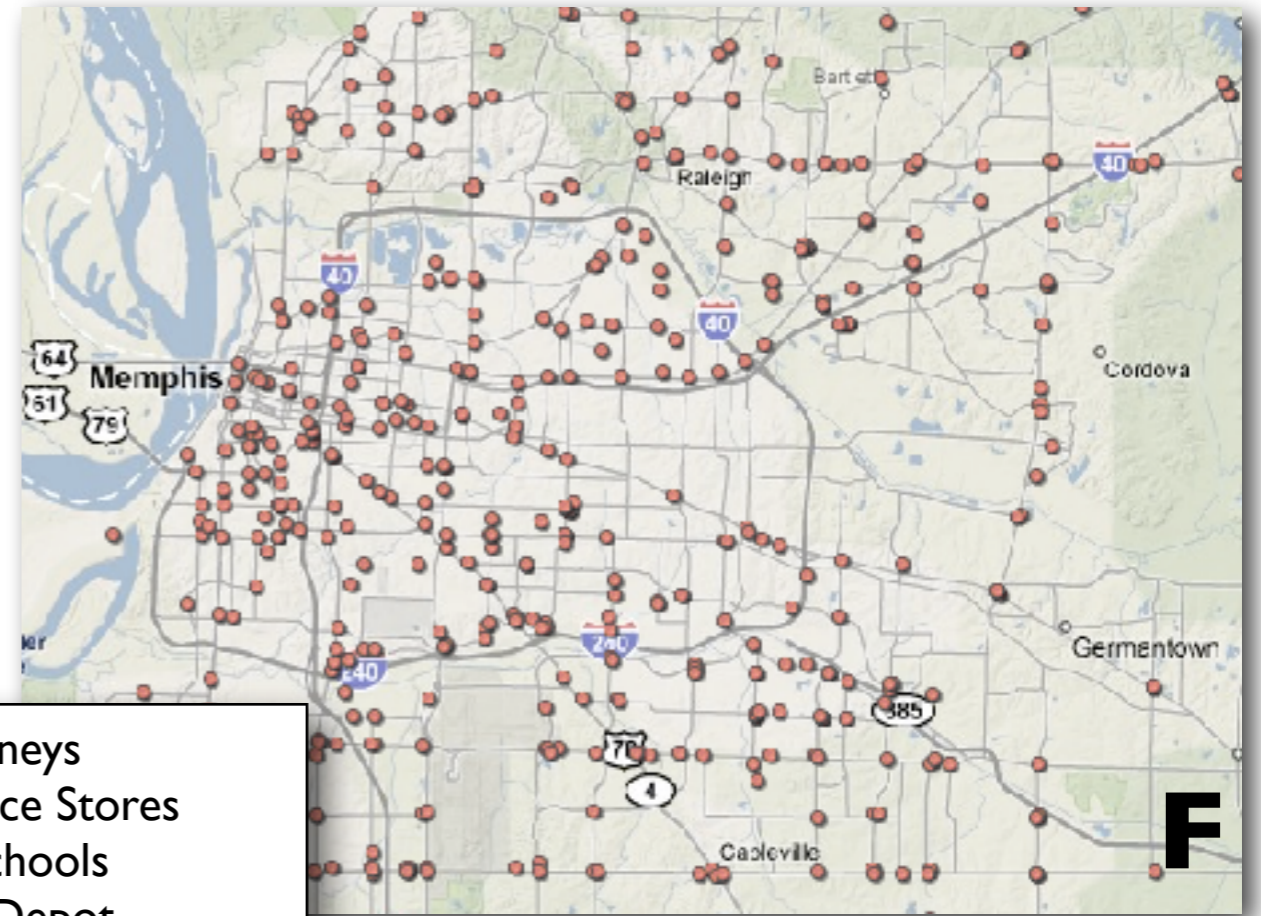 Bartlett
40
Raleigh
40
40
64
Memphis
Cordova
61
79
Germantown
240
240
385
neys
ce Stores
chools
Depot
4
Capleville
F